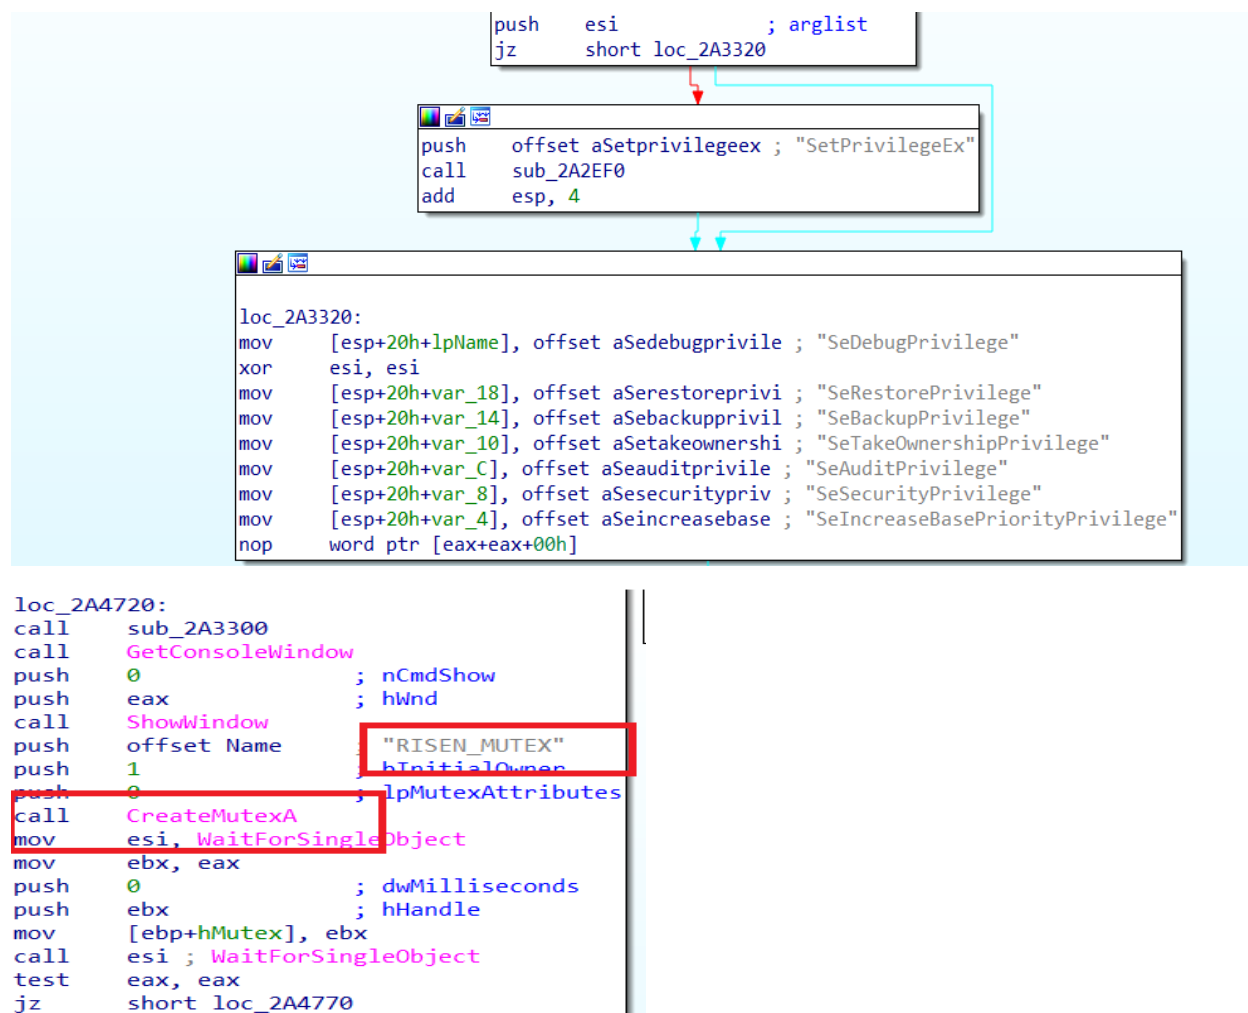 push esi ; arglist
jz short loc_2A3320
push offset aSetprivilegeex ; "SetPrivilegeEx"
call sub_2A2EF0
add esp, 4
loc_2A3320:
mov [esp+20h+lpName], offset aSedebugprivile ; "SeDebugPrivilege"
xor esi, esi
mov [esp+20h+var_18], offset aSerestoreprivi ; "SeRestorePrivilege"
mov [esp+20h+var_14], offset aSebackupprivil ; "SeBackupPrivilege"
mov [esp+20h+var_10], offset aSetakeownershi ; "SeTakeOwnershipPrivilege"
mov [esp+20h+var_C], offset aSeauditprivile ; "SeAuditPrivilege"
mov [esp+20h+var_8], offset aSesecuritypriv ; "SeSecurityPrivilege"
mov [esp+20h+var_4], offset aSeincreasebase ; "SeIncreaseBasePriorityPrivilege"
nop word ptr [eax+eax+00h]
loc_2A4720:
call sub_2A3300
call GetConsoleWindow
push 0 ; nCmdShow
push eax ; hWnd
call ShowWindow
push offset Name ; "RISEN_MUTEX"
push 1 ; bInitialOwner
push 0 ; lpMutexAttributes
call CreateMutexA
mov esi, WaitForSingleObject
mov ebx, eax
push 0 ; dwMilliseconds
push ebx ; hHandle
mov [ebp+hMutex], ebx
call esi ; WaitForSingleObject
test eax, eax
jz short loc_2A4770